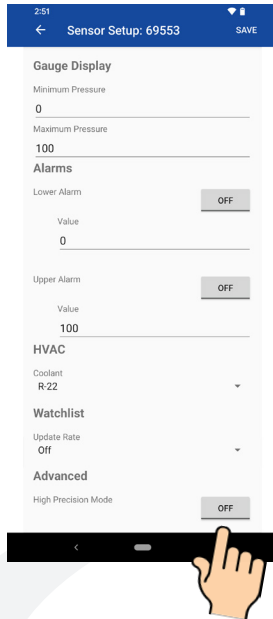 2:51
Sensor Setup: 69553 SAVE
Gauge Display
Minimum Pressure
0
Maximum Pressure
100
Alarms
Lower Alarm
OFF
Value
0
Upper Alarm
OFF
Value
100
HVAC
Coolant
R-22
Watchlist
Update Rate
Off
Advanced
High Precision Mode
OFF